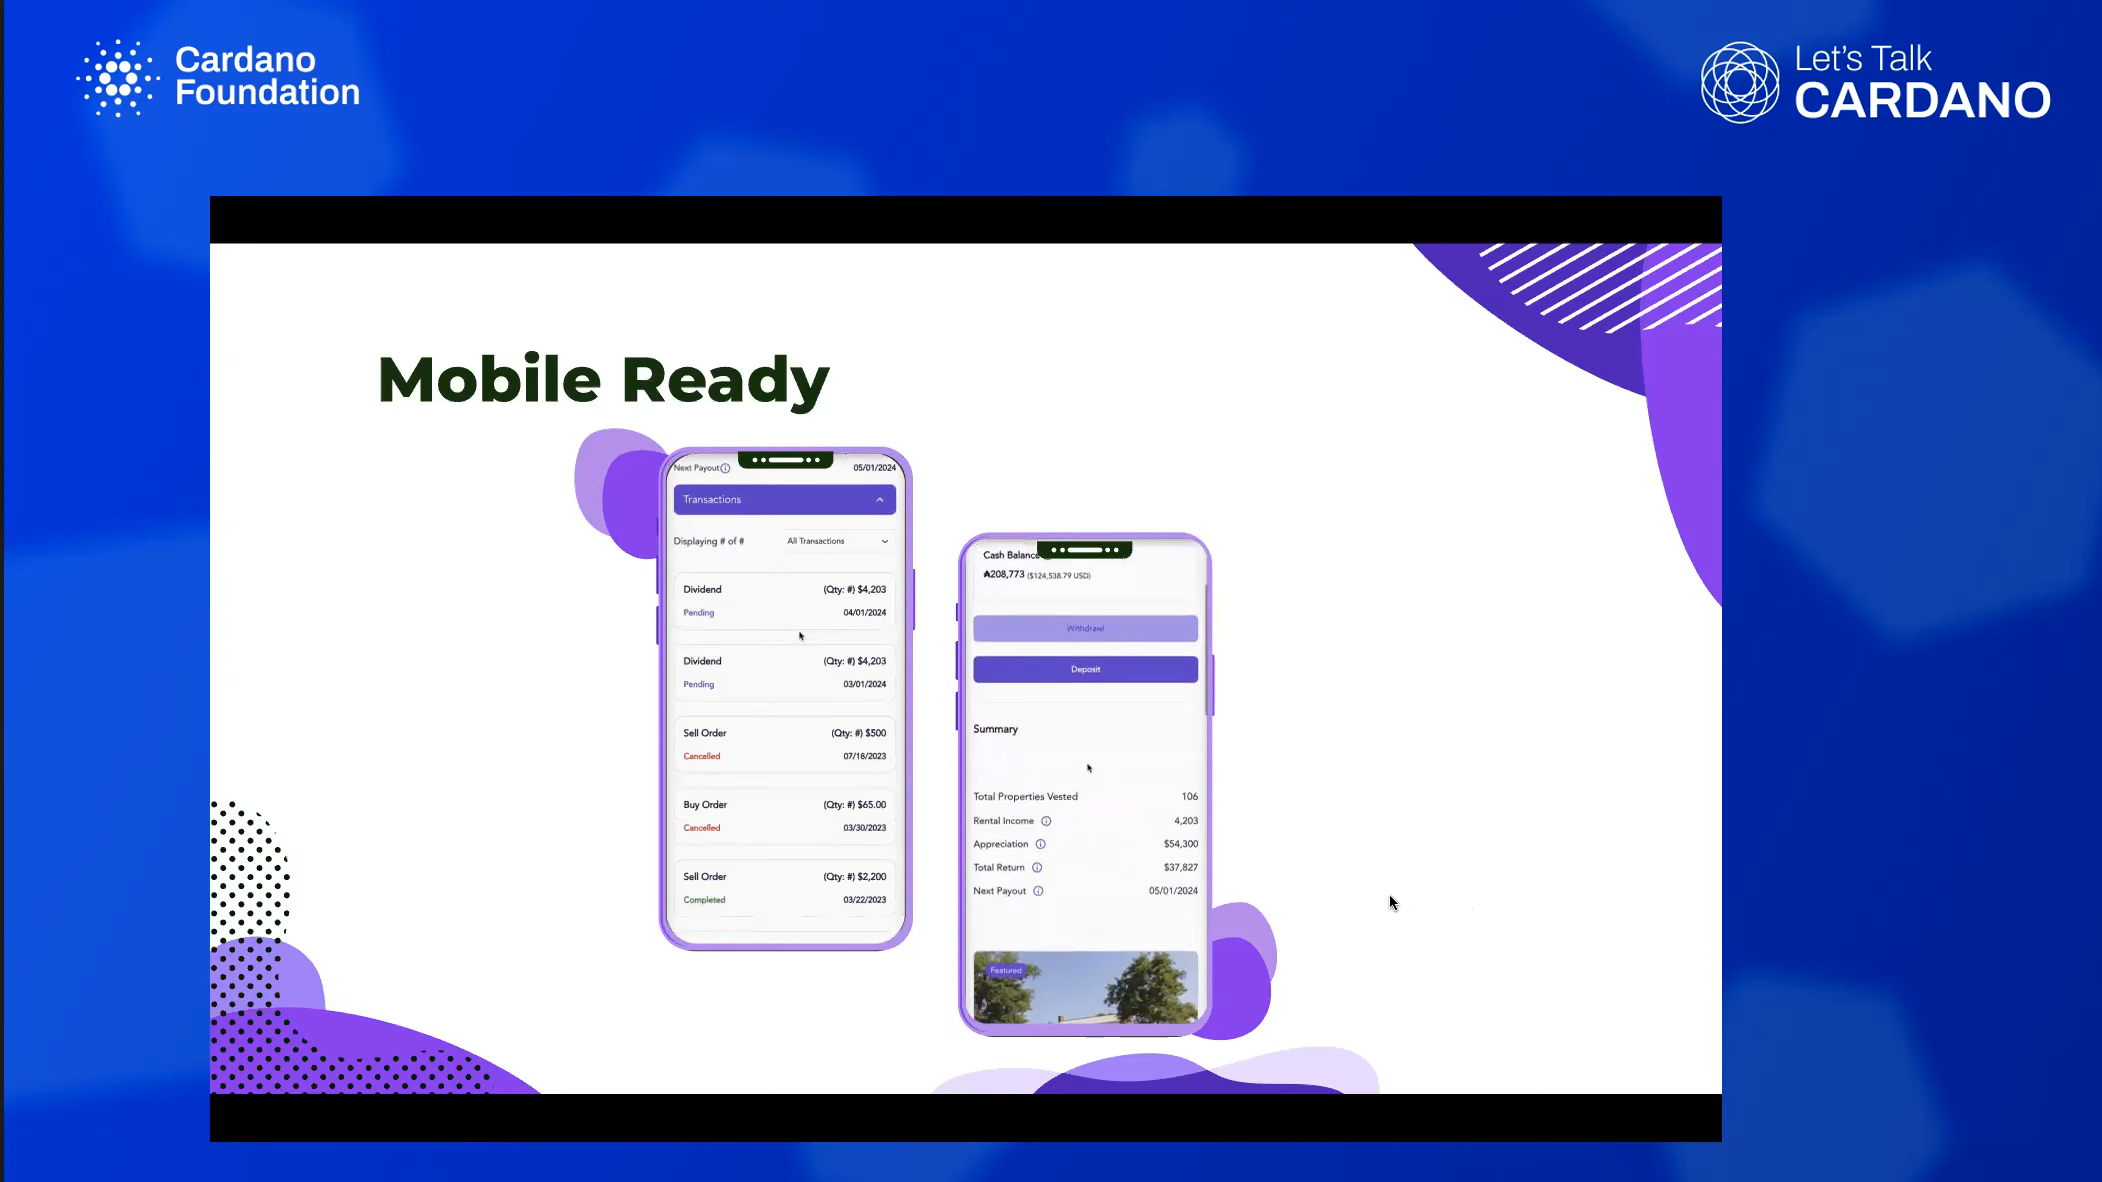 Cardano
Foundation
Let's Talk
CARDANO
Mobile Ready
Next Payout 05/01/2024
Transactions
Displaying # of # All Transactions
Dividend (Qty: #) $4,203
Pending 04/01/2024
Dividend (Qty: #) $4,203
Pending 03/01/2024
Sell Order (Qty: #) $500
Cancelled 07/18/2023
Buy Order (Qty: #) $65.00
Cancelled 03/30/2023
Sell Order (Qty: #) $2,200
Completed 03/22/2023
Cash Balance
₳208,773 ($124,538.79 USD)
Withdrawl
Deposit
Summary
Total Properties Vested 106
Rental Income 4,203
Appreciation $54,300
Total Return $37,827
Next Payout 05/01/2024
Featured